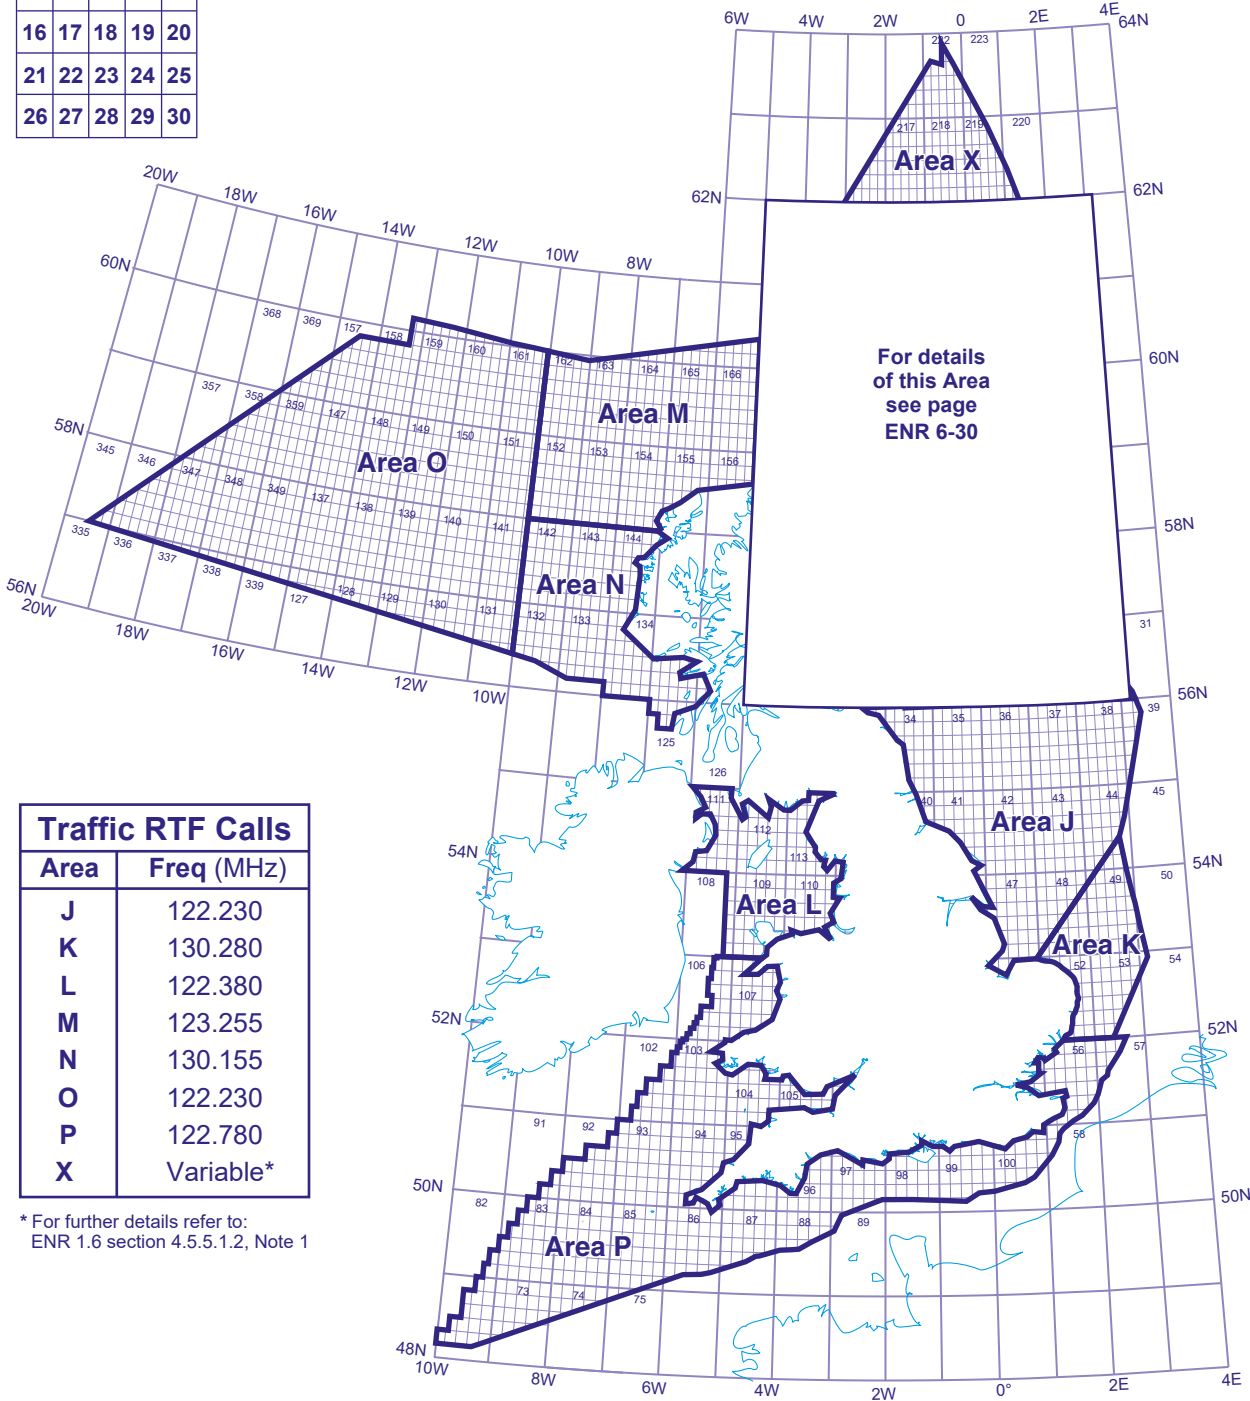 16 17 18 19 20
21 22 23 24 25
26 27 28 29 30
6W 4W 2W 0 2E 4E
64N
222 223
217 218 219 220
Area X
62N 62N
20W 18W 16W 14W 12W 10W 8W
60N
368 369 157 158 159 160 161 162 163 164 165 166
For details
of this Area
see page
ENR 6-30
60N
357 358 359 147 148 149 150 151 152 153 154 155 156
Area M
Area O
58N
345 346 347 348 349 137 138 139 140 141 142 143 144
58N
335 336 337 338 339 127 128 129 130 131 132 133 134
Area N
31
56N
20W 18W 16W 14W 12W 10W
56N
34 35 36 37 38 39
125
126
40 41 42 43 44 45
Area J
111
112
113
54N 54N
108 109 110
47 48 49 50
Area L
Area K
52 53 54
106
107
52N 52N
102 103
56 57
104 105
91 92 93 94 95
58
96 97 98 99 100
50N 50N
82 83 84 85 86 87 88 89
Area P
73 74 75
48N
10W 8W 6W 4W 2W 0° 2E 4E
Traffic RTF Calls
Area Freq (MHz)
J 122.230
K 130.280
L 122.380
M 123.255
N 130.155
O 122.230
P 122.780
X Variable*
* For further details refer to:
ENR 1.6 section 4.5.5.1.2, Note 1